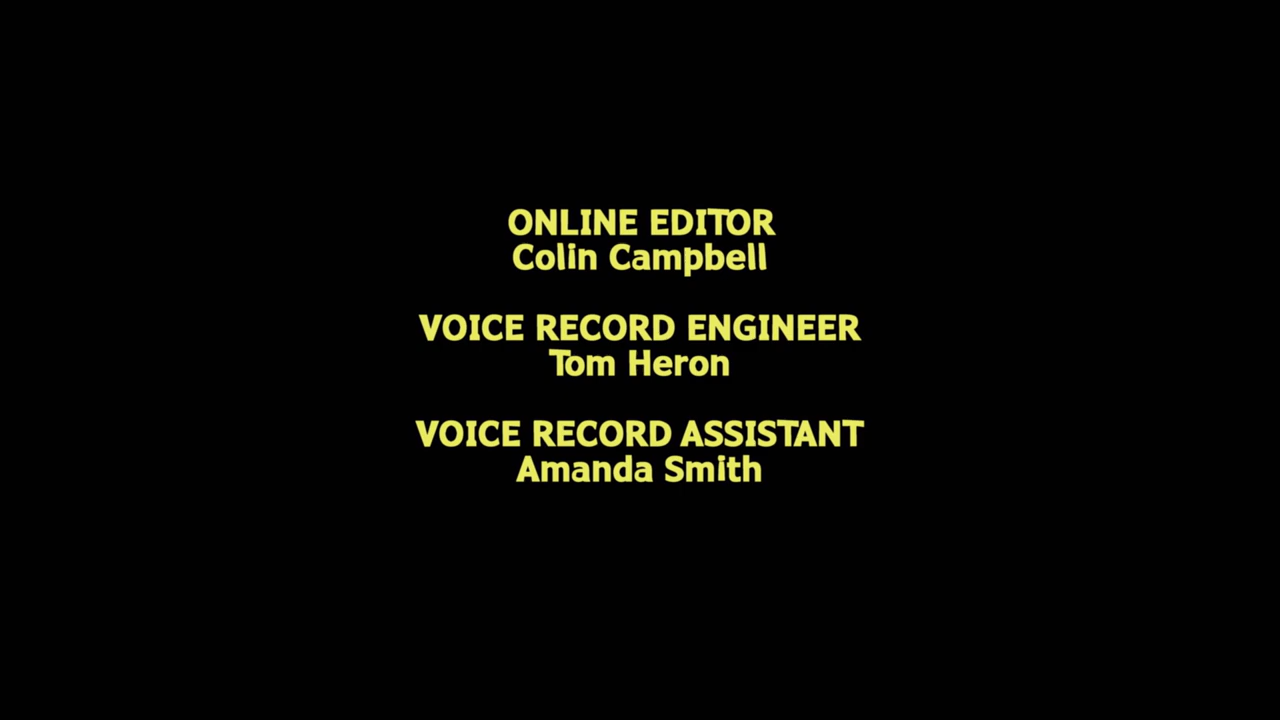 ONLINE EDITOR
Colin Campbell
VOICE RECORD ENGINEER
Tom Heron
VOICE RECORD ASSISTANT
Amanda Smith